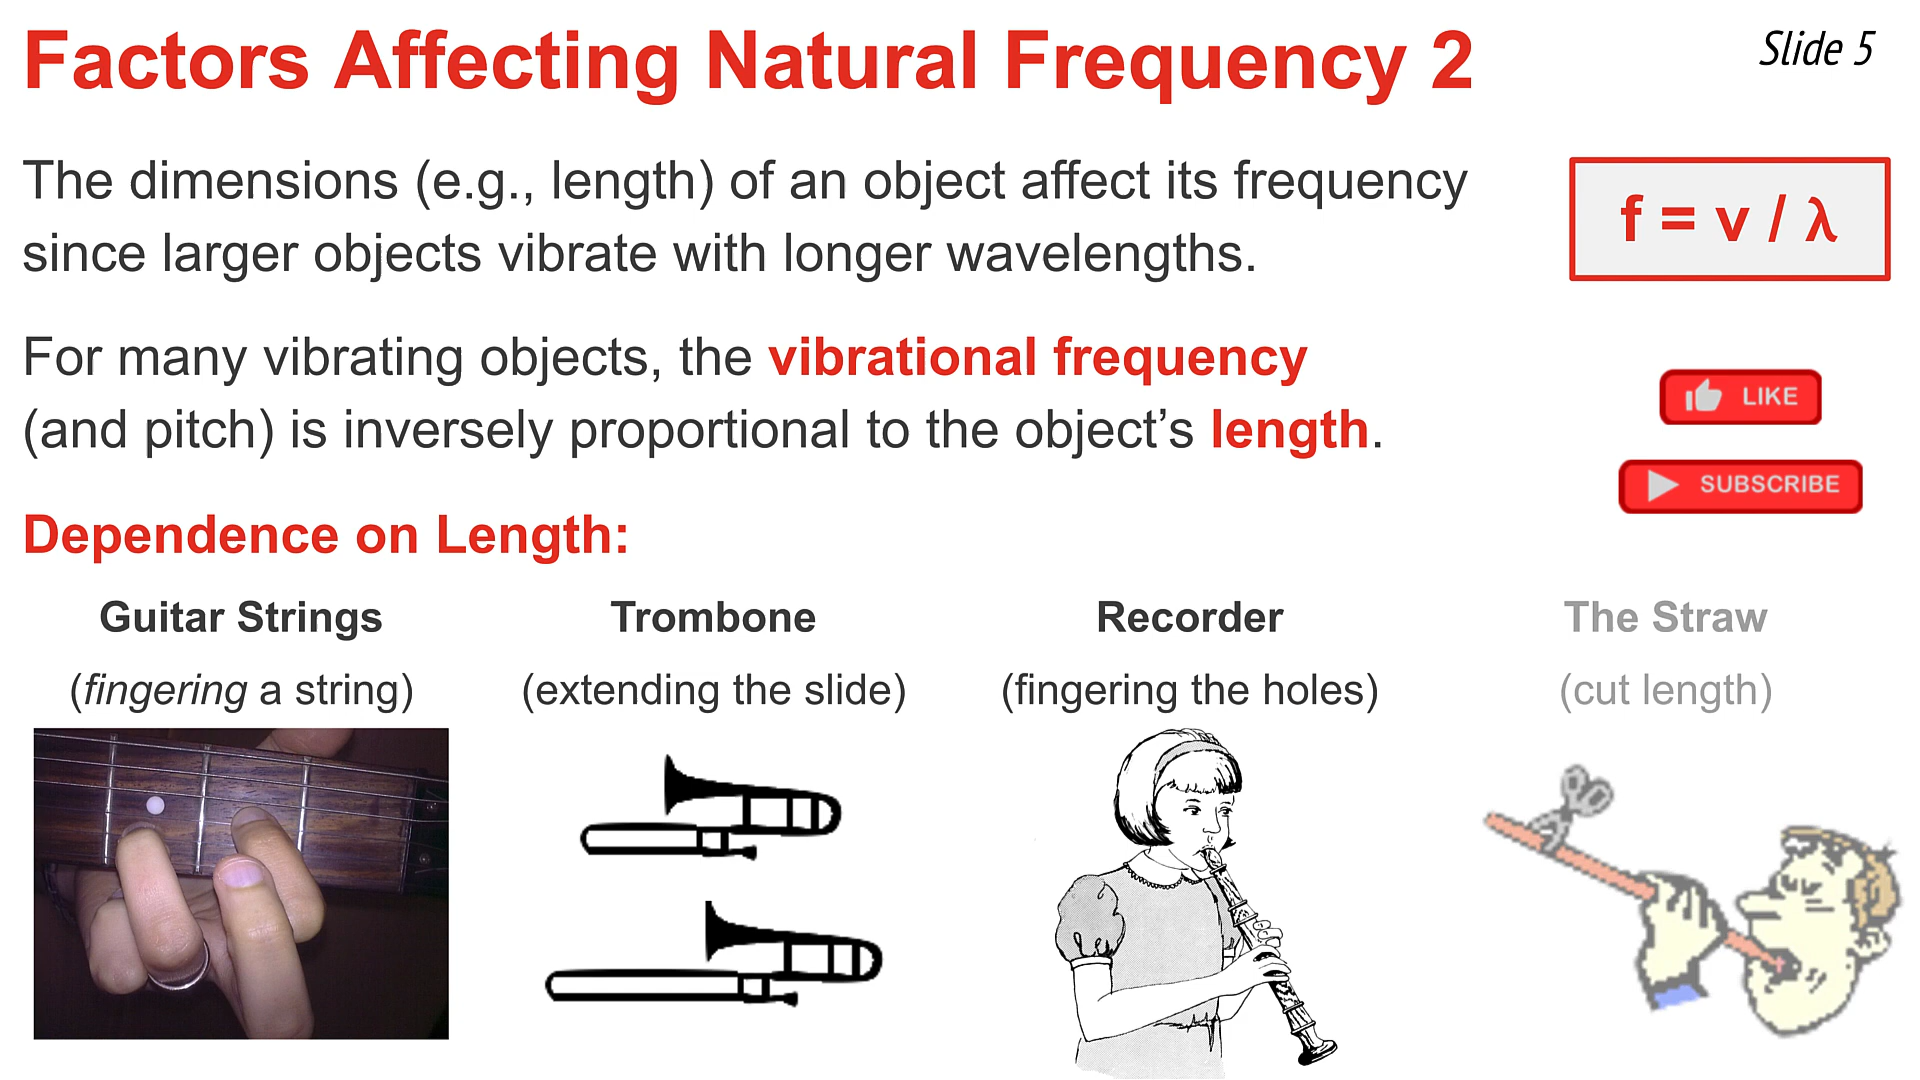 Factors Affecting Natural Frequency 2
Slide 5
The dimensions (e.g., length) of an object affect its frequency
since larger objects vibrate with longer wavelengths.
f = v / λ
For many vibrating objects, the vibrational frequency
(and pitch) is inversely proportional to the object’s length.
LIKE
SUBSCRIBE
Dependence on Length:
Guitar Strings
(fingering a string)
Trombone
(extending the slide)
Recorder
(fingering the holes)
The Straw
(cut length)